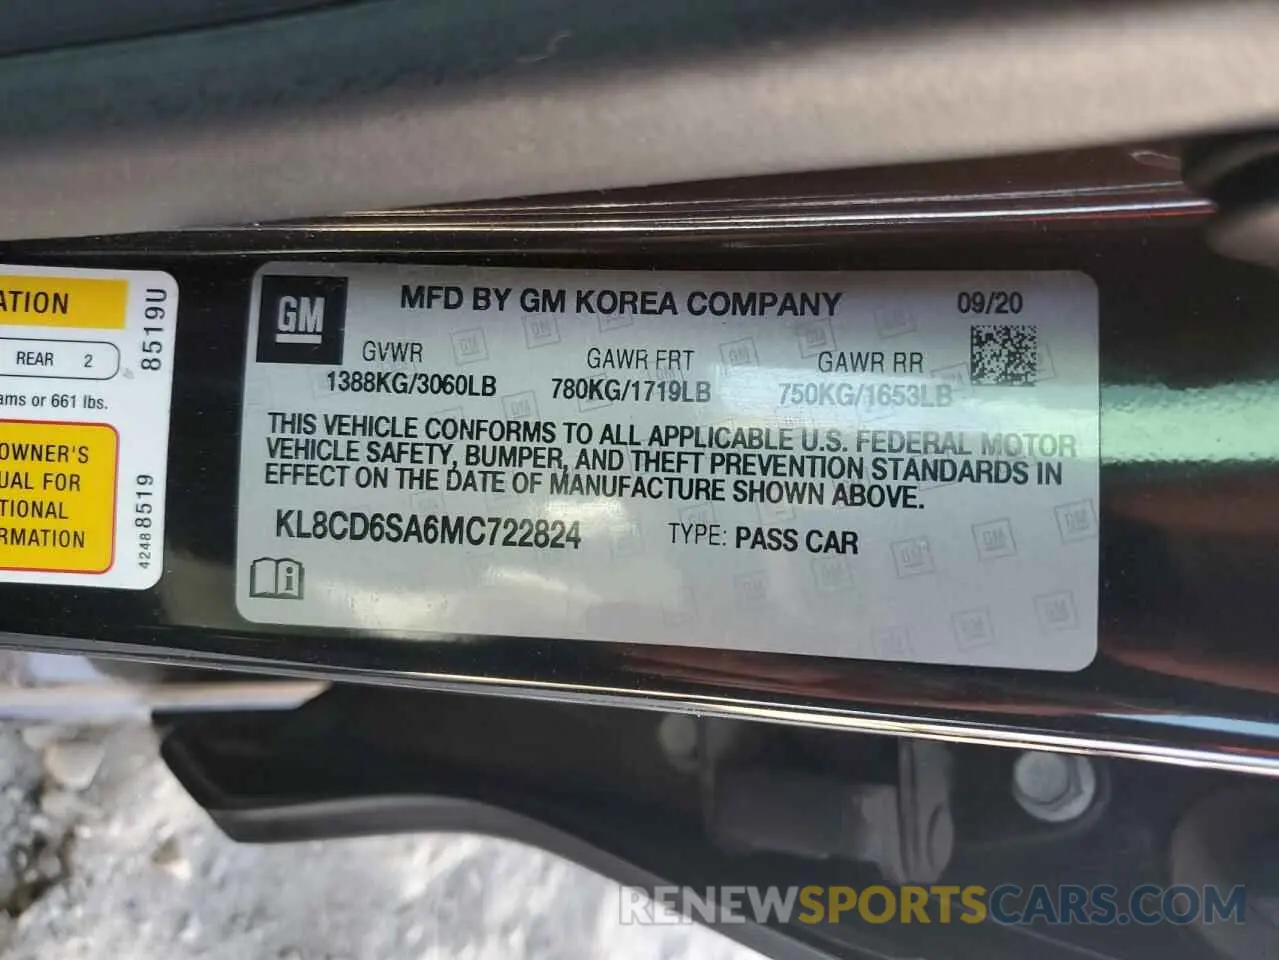 ATION
REAR 2
ams or 661 lbs.
OWNER'S
UAL FOR
TIONAL
RMATION
8519U
42488519
GM
MFD BY GM KOREA COMPANY
09/20
GVWR GAWR FRT GAWR RR
1388KG/3060LB 780KG/1719LB 750KG/1653LB
THIS VEHICLE CONFORMS TO ALL APPLICABLE U.S. FEDERAL MOTOR
VEHICLE SAFETY, BUMPER, AND THEFT PREVENTION STANDARDS IN
EFFECT ON THE DATE OF MANUFACTURE SHOWN ABOVE.
KL8CD6SA6MC722824 TYPE: PASS CAR
RENEWSPORTSCARS.COM